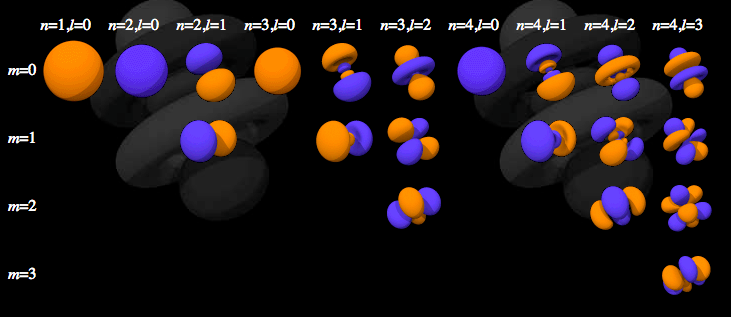 n=1,l=0 n=2,l=0 n=2,l=1 n=3,l=0 n=3,l=1 n=3,l=2 n=4,l=0 n=4,l=1 n=4,l=2 n=4,l=3
m=0
m=1
m=2
m=3